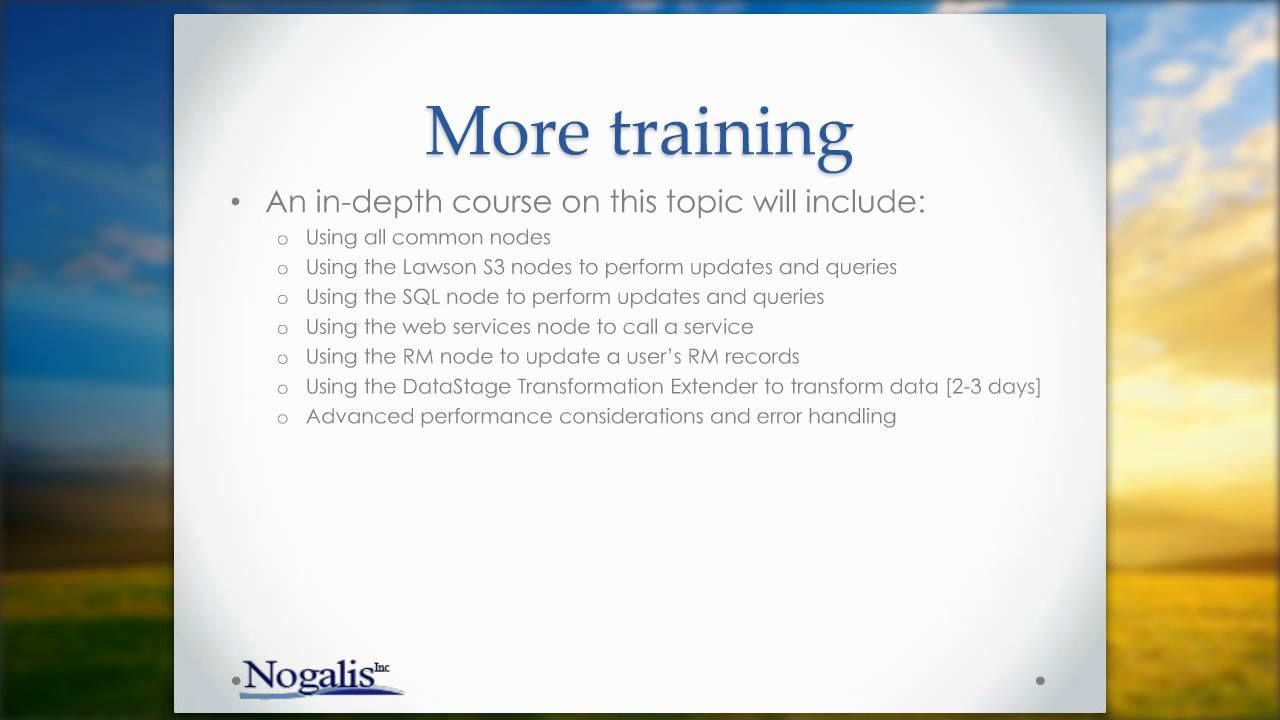 More training
• An in-depth course on this topic will include:
o Using all common nodes
o Using the Lawson S3 nodes to perform updates and queries
o Using the SQL node to perform updates and queries
o Using the web services node to call a service
o Using the RM node to update a user’s RM records
o Using the DataStage Transformation Extender to transform data [2-3 days]
o Advanced performance considerations and error handling
Nogalis Inc